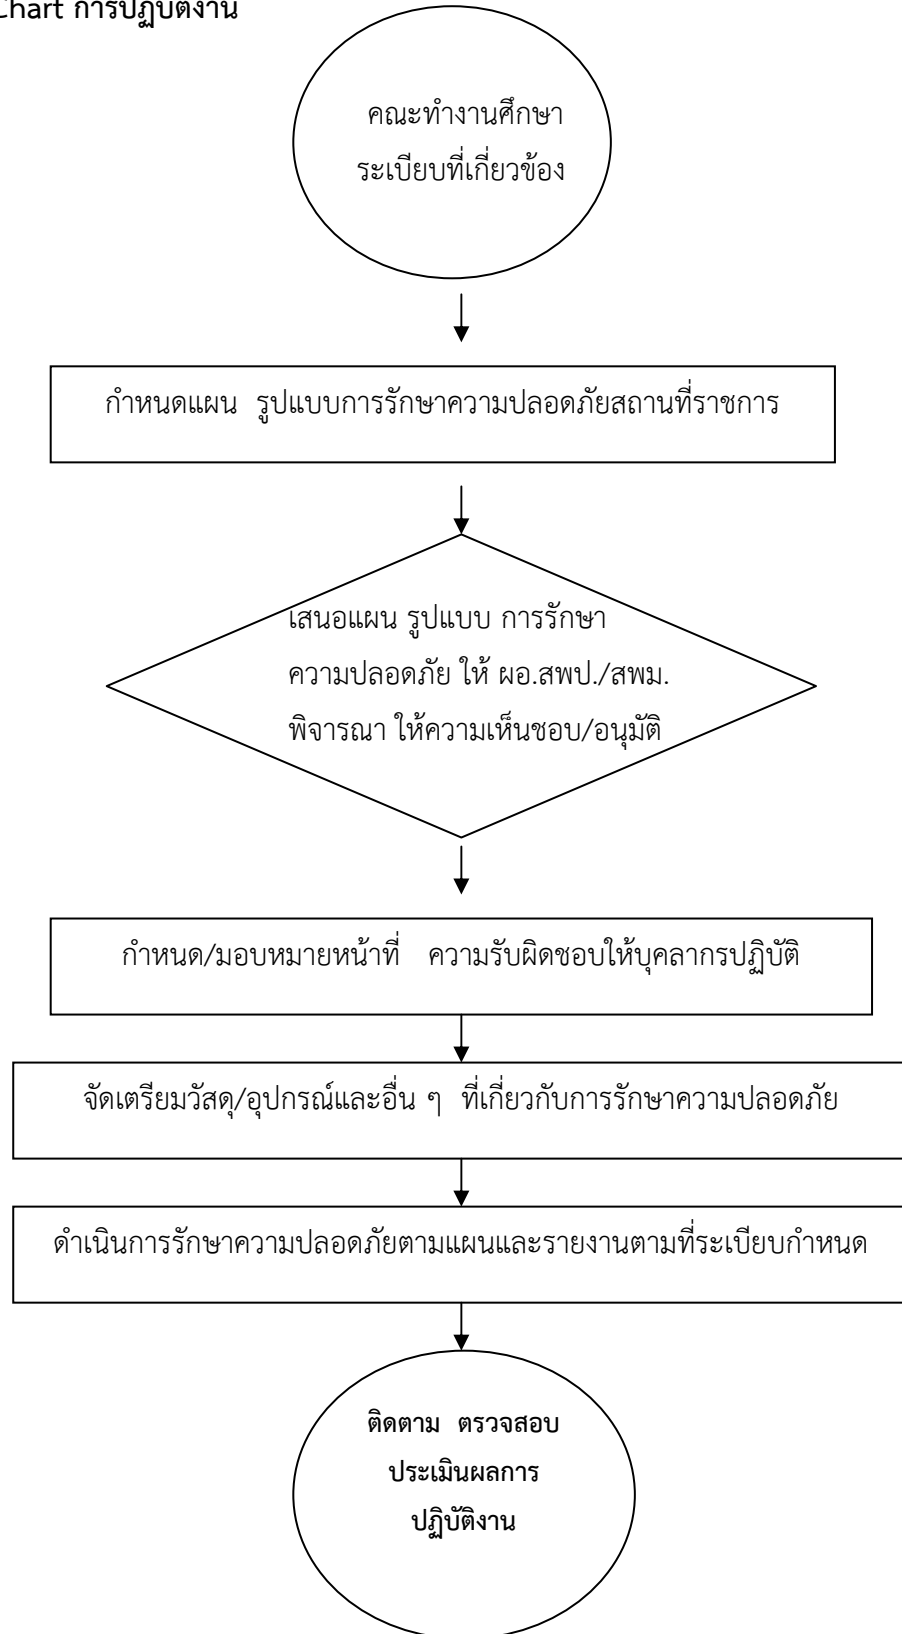 Chart การปฏิบัติงาน
คณะทำงานศึกษา
ระเบียบที่เกี่ยวข้อง
กำหนดแผน รูปแบบการรักษาความปลอดภัยสถานที่ราชการ
เสนอแผน รูปแบบ การรักษา
ความปลอดภัย ให้ ผอ.สพป./สพม.
พิจารณา ให้ความเห็นชอบ/อนุมัติ
กำหนด/มอบหมายหน้าที่ ความรับผิดชอบให้บุคลากรปฏิบัติ
จัดเตรียมวัสดุ/อุปกรณ์และอื่น ๆ ที่เกี่ยวกับการรักษาความปลอดภัย
ดำเนินการรักษาความปลอดภัยตามแผนและรายงานตามที่ระเบียบกำหนด
ติดตาม ตรวจสอบ
ประเมินผลการ
ปฏิบัติงาน